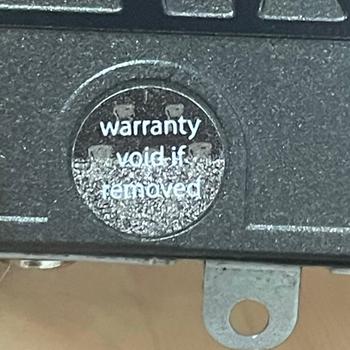 warranty
void if
removed